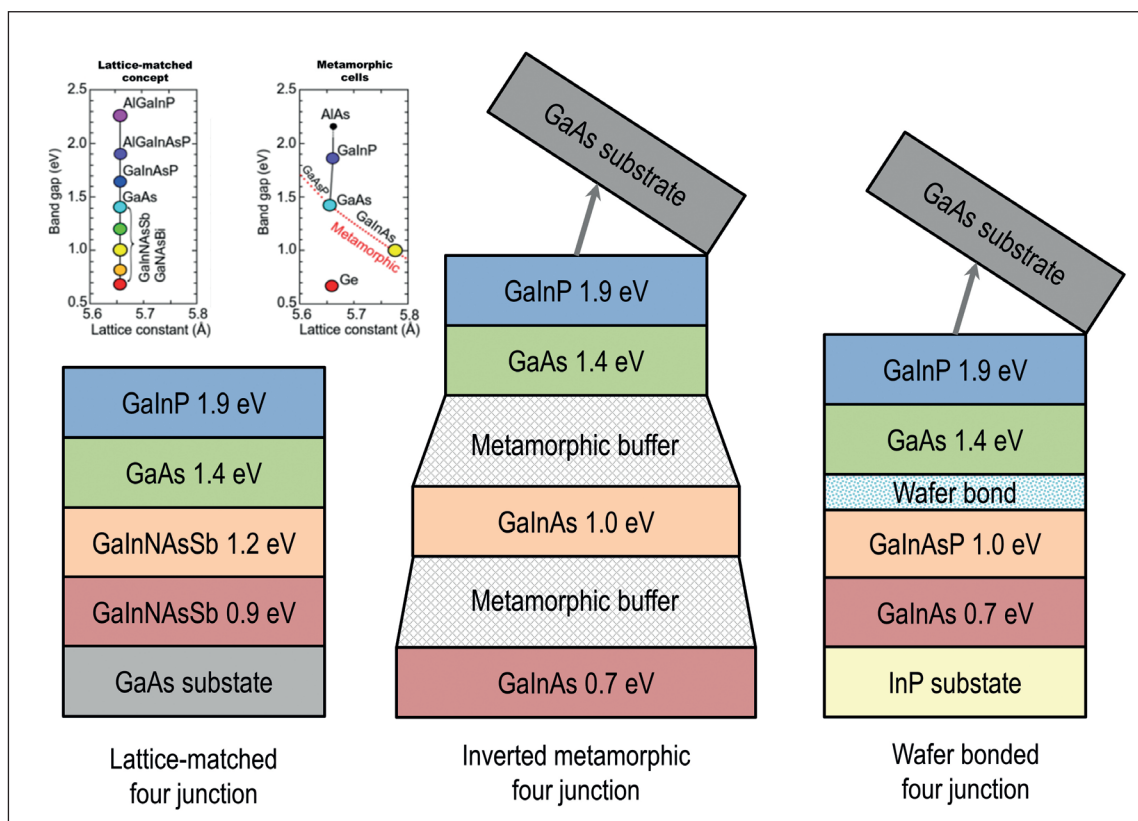 Lattice-matched
concept
2.5
2.0
1.5
1.0
0.5
Band gap (eV)
AlGaInP
AlGaInAsP
GaInAsP
GaAs
GaInNAsSb
GaNAsBi
5.6
5.7
5.8
Lattice constant (Å)
Metamorphic
cells
2.5
2.0
1.5
1.0
0.5
Band gap (eV)
AlAs
GaInP
GaAsP
GaAs
GaInAs
Metamorphic
Ge
5.6
5.7
5.8
Lattice constant (Å)
GaInP 1.9 eV
GaAs 1.4 eV
GaInNAsSb 1.2 eV
GaInNAsSb 0.9 eV
GaAs substate
Lattice-matched
four junction
GaAs substrate
GaInP 1.9 eV
GaAs 1.4 eV
Metamorphic buffer
GaInAs 1.0 eV
Metamorphic buffer
GaInAs 0.7 eV
Inverted metamorphic
four junction
GaAs substrate
GaInP 1.9 eV
GaAs 1.4 eV
Wafer bond
GaInAsP 1.0 eV
GaInAs 0.7 eV
InP substate
Wafer bonded
four junction